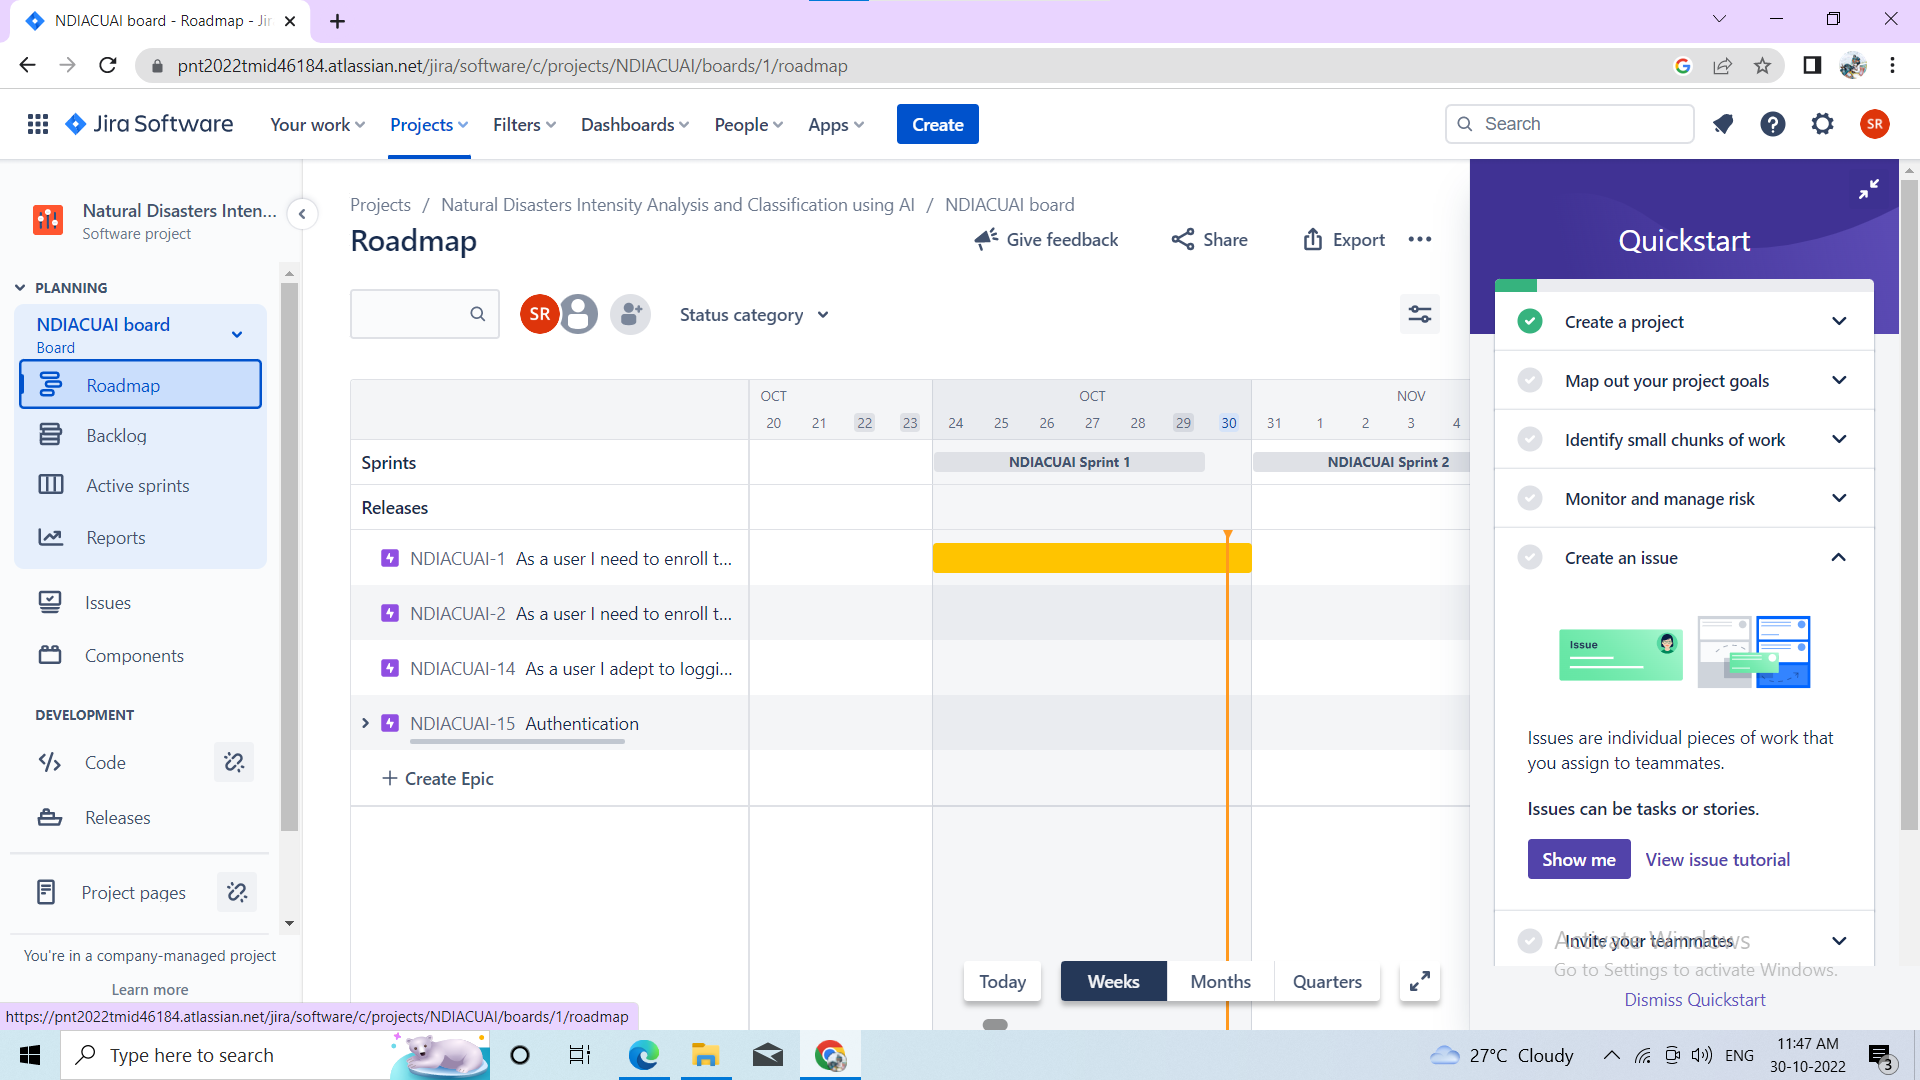 NDIACUAI board - Roadmap - Jir
pnt2022tmid46184.atlassian.net/jira/software/c/projects/NDIACUAI/boards/1/roadmap
Jira Software
Your work
Projects
Filters
Dashboards
People
Apps
Create
Search
SR
Natural Disasters Inten...
Software project
PLANNING
NDIACUAI board
Board
Roadmap
Backlog
Active sprints
Reports
Issues
Components
DEVELOPMENT
Code
Releases
Project pages
You're in a company-managed project
Learn more
https://pnt2022tmid46184.atlassian.net/jira/software/c/projects/NDIACUAI/boards/1/roadmap
Projects / Natural Disasters Intensity Analysis and Classification using AI / NDIACUAI board
Roadmap
Give feedback
Share
Export
SR
Status category
OCT
OCT
NOV
20 21 22 23 24 25 26 27 28 29 30 31 1 2 3 4
Sprints
NDIACUAI Sprint 1
NDIACUAI Sprint 2
Releases
NDIACUAI-1 As a user I need to enroll t...
NDIACUAI-2 As a user I need to enroll t...
NDIACUAI-14 As a user I adept to loggi...
NDIACUAI-15 Authentication
+ Create Epic
Today
Weeks
Months
Quarters
Quickstart
Create a project
Map out your project goals
Identify small chunks of work
Monitor and manage risk
Create an issue
Issue
Issues are individual pieces of work that
you assign to teammates.
Issues can be tasks or stories.
Show me
View issue tutorial
Invite your teammates
Activate Windows
Go to Settings to activate Windows.
Dismiss Quickstart
Type here to search
27°C Cloudy
ENG
11:47 AM
30-10-2022
3